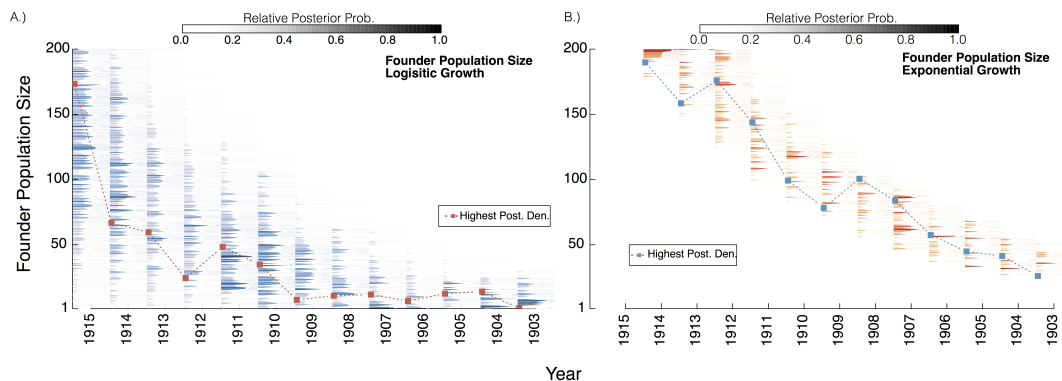 A.)
Relative Posterior Prob.
0.0 0.2 0.4 0.6 0.8 1.0
Founder Population Size
Logisitic Growth
Founder Population Size
200
150
100
50
1
Highest Post. Den.
1915 1914 1913 1912 1911 1910 1909 1908 1907 1906 1905 1904 1903
B.)
Relative Posterior Prob.
0.0 0.2 0.4 0.6 0.8 1.0
Founder Population Size
Exponential Growth
200
150
100
50
1
Highest Post. Den.
1915 1914 1913 1912 1911 1910 1909 1908 1907 1906 1905 1904 1903
Year